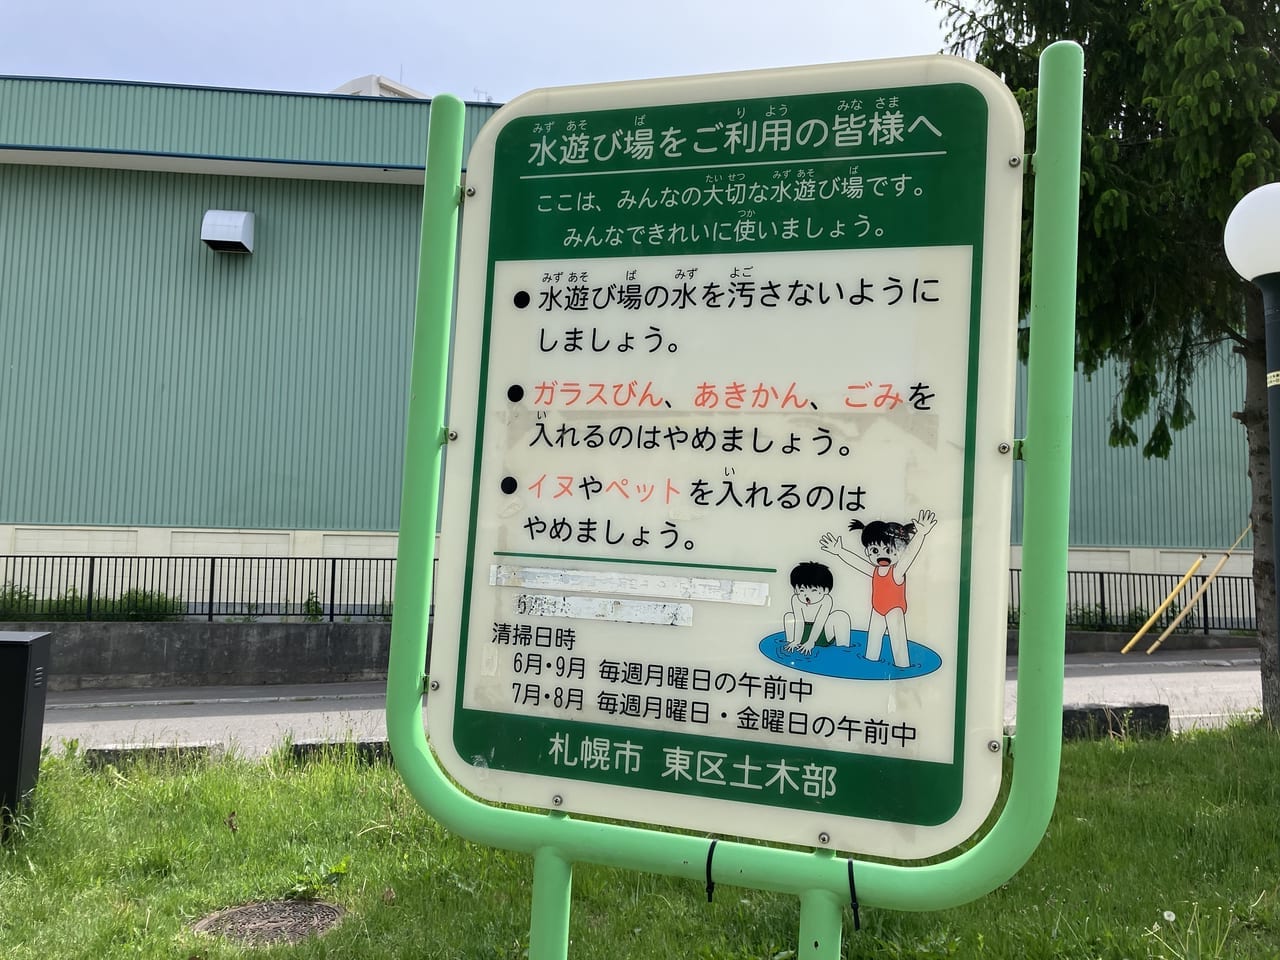 水遊び場をご利用の皆様へ
ここは、みんなの大切な水遊び場です。
みんなできれいに使いましょう。
●水遊び場の水を汚さないように
しましょう。
●ガラスびん、あきかん、ごみを
入れるのはやめましょう。
●イヌやペットを入れるのは
やめましょう。
清掃日時
6月・9月 毎週月曜日の午前中
7月・8月 毎週月曜日・金曜日の午前中
札幌市 東区土木部